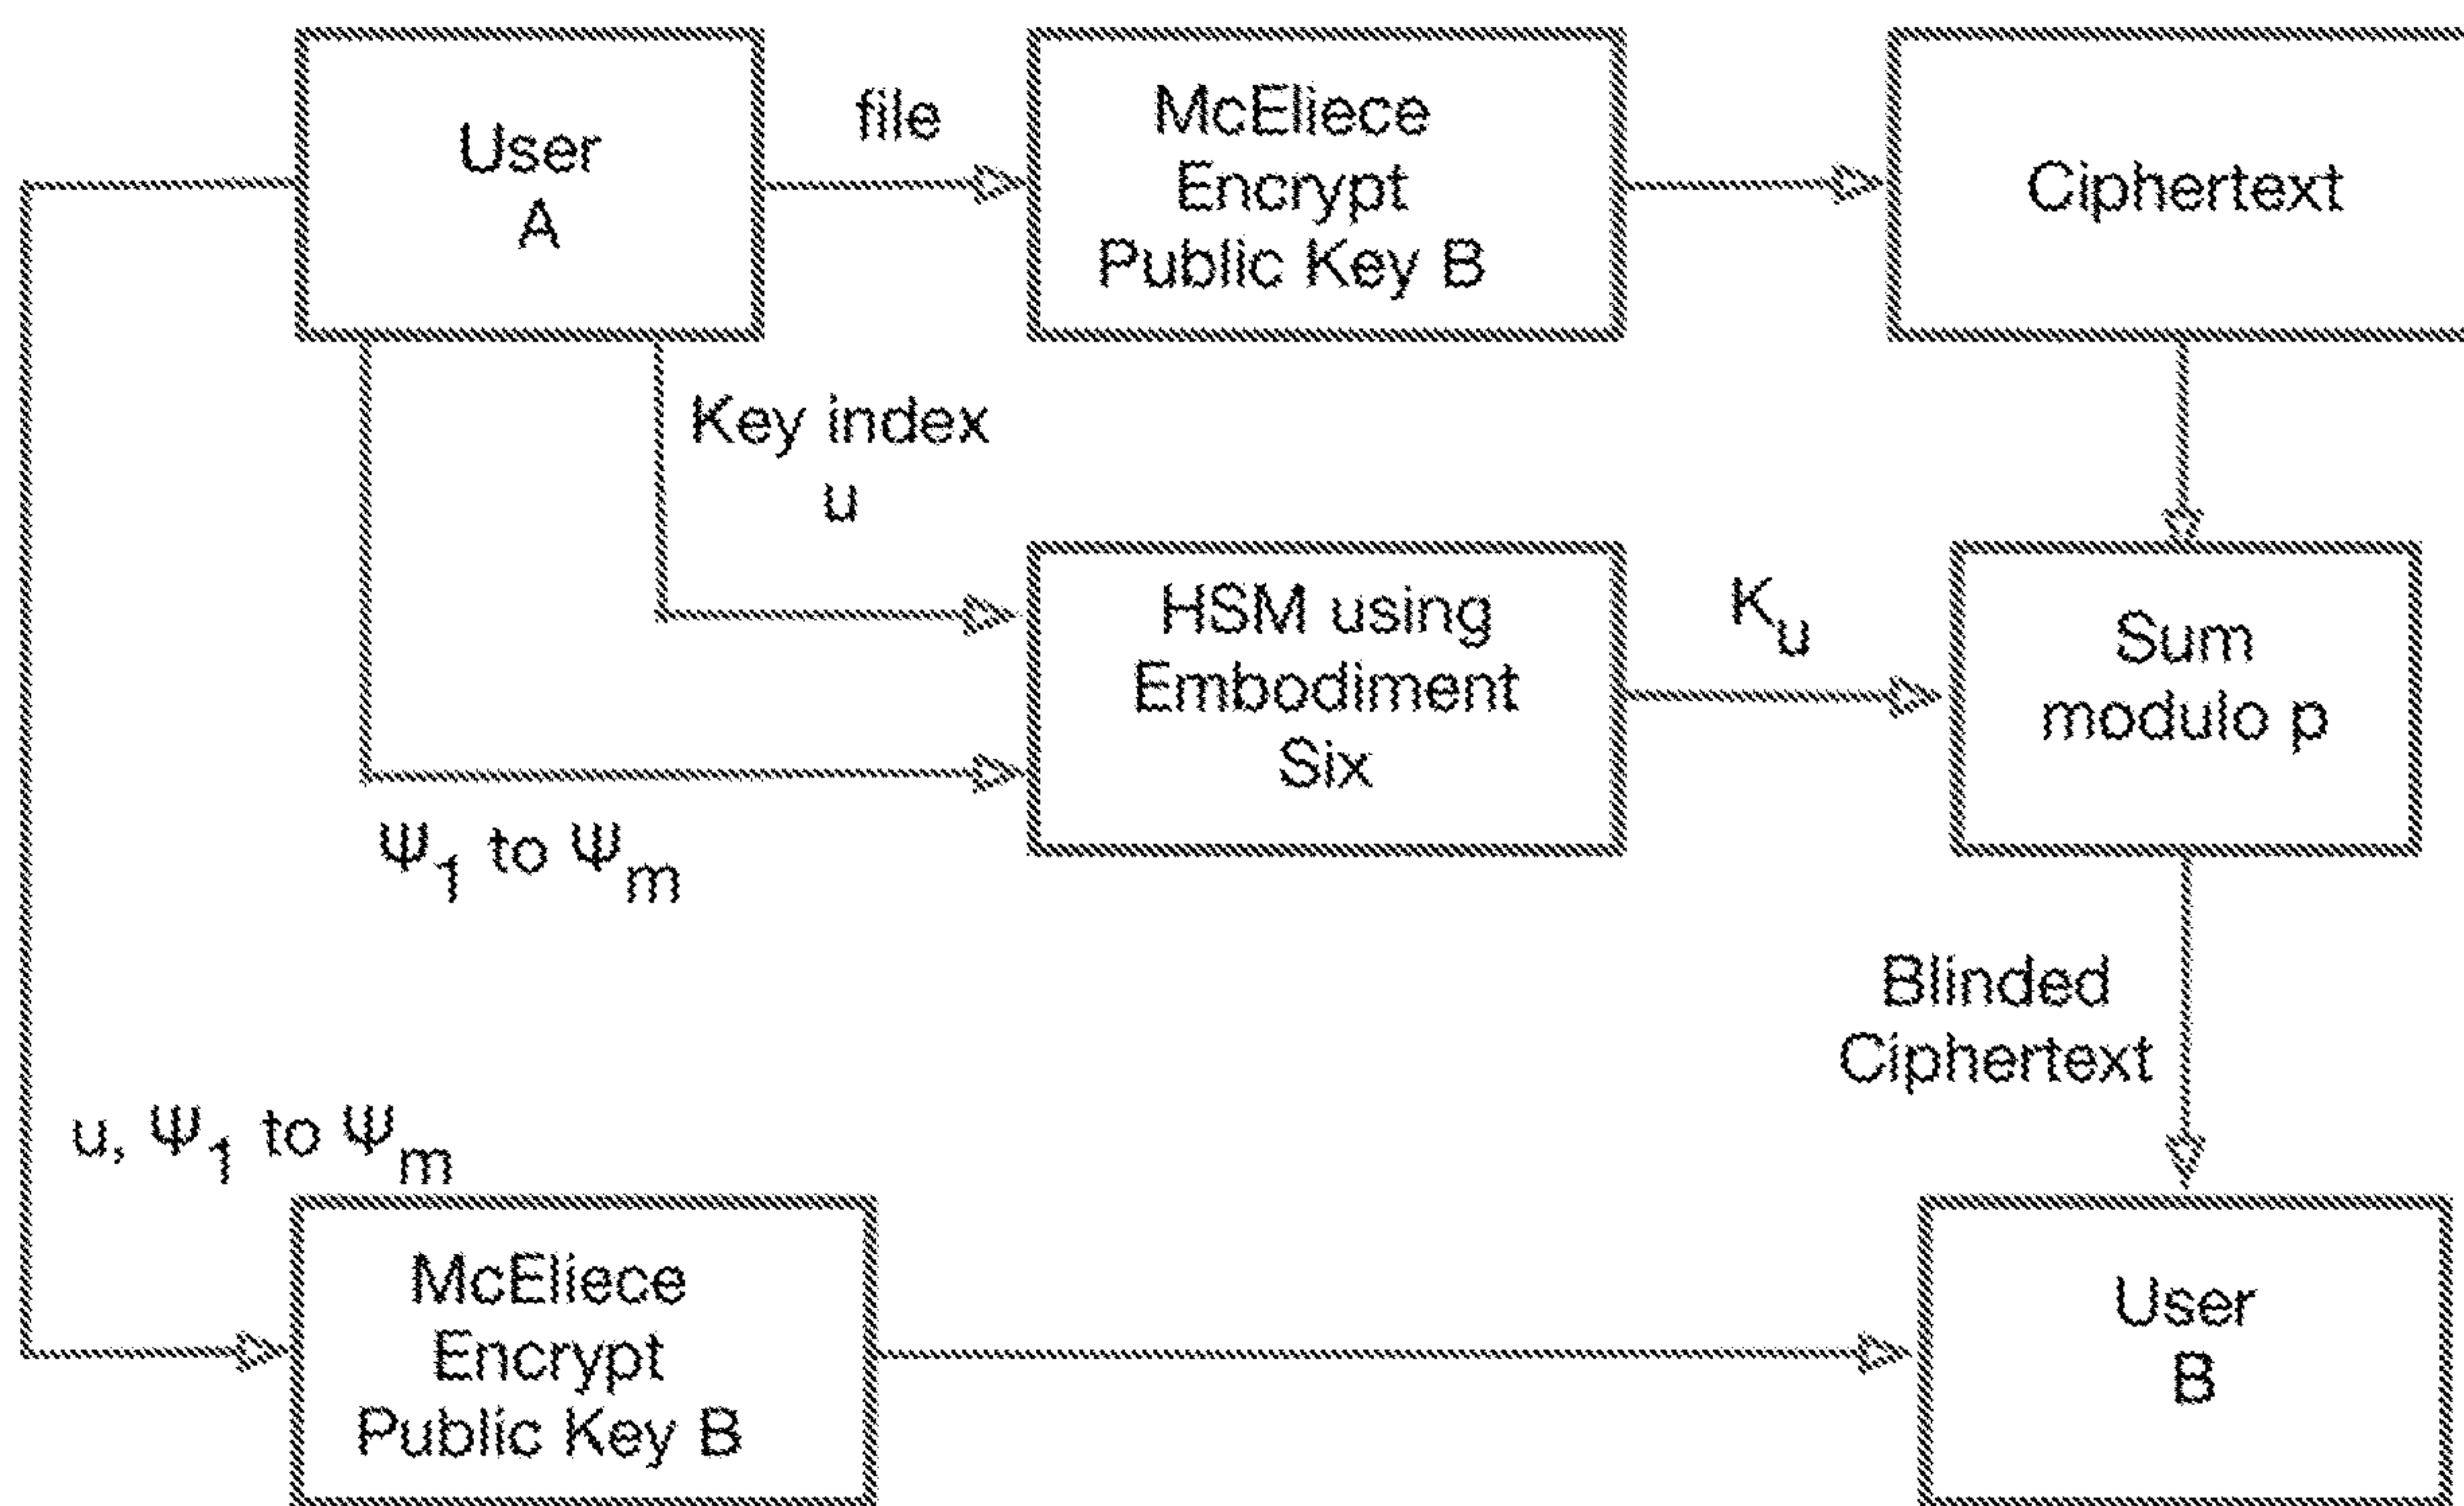 User
A
file
McEliece
Encrypt
Public Key B
Ciphertext
Key index
u
HSM using
Embodiment
Six
K_u
Sum
modulo p
Ψ_1 to Ψ_m
Blinded
Ciphertext
u, Ψ_1 to Ψ_m
McEliece
Encrypt
Public Key B
User
B